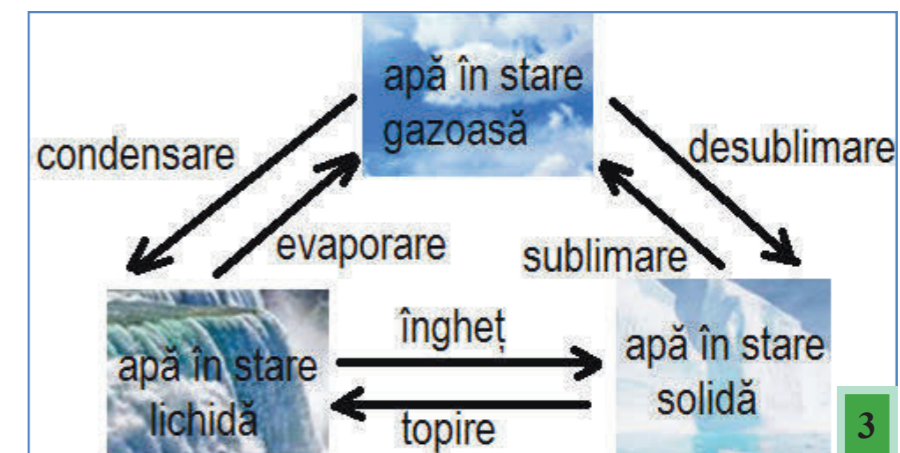 apă în stare
gazoasă
condensare
desublimare
evaporare
sublimare
îngheț
apă în stare
lichidă
apă în stare
solidă
topire
3